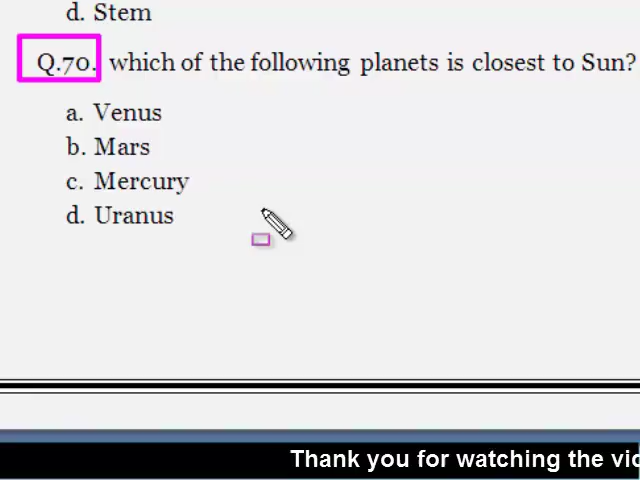 d. Stem
Q.70. which of the following planets is closest to Sun?
a. Venus
b. Mars
c. Mercury
d. Uranus
Thank you for watching the